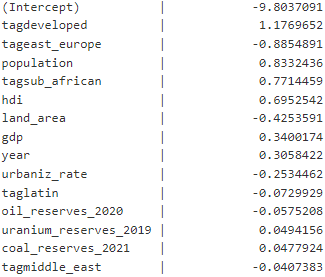 (Intercept) | -9.8037091
tagdeveloped | 1.1769652
tageast_europe | -0.8854891
population | 0.8332436
tagsub_african | 0.7714459
hdi | 0.6952542
land_area | -0.4253591
gdp | 0.3400174
year | 0.3058422
urbaniz_rate | -0.2534462
taglatin | -0.0729929
oil_reserves_2020 | -0.0575208
uranium_reserves_2019 | 0.0494156
coal_reserves_2021 | 0.0477924
tagmiddle_east | -0.0407383